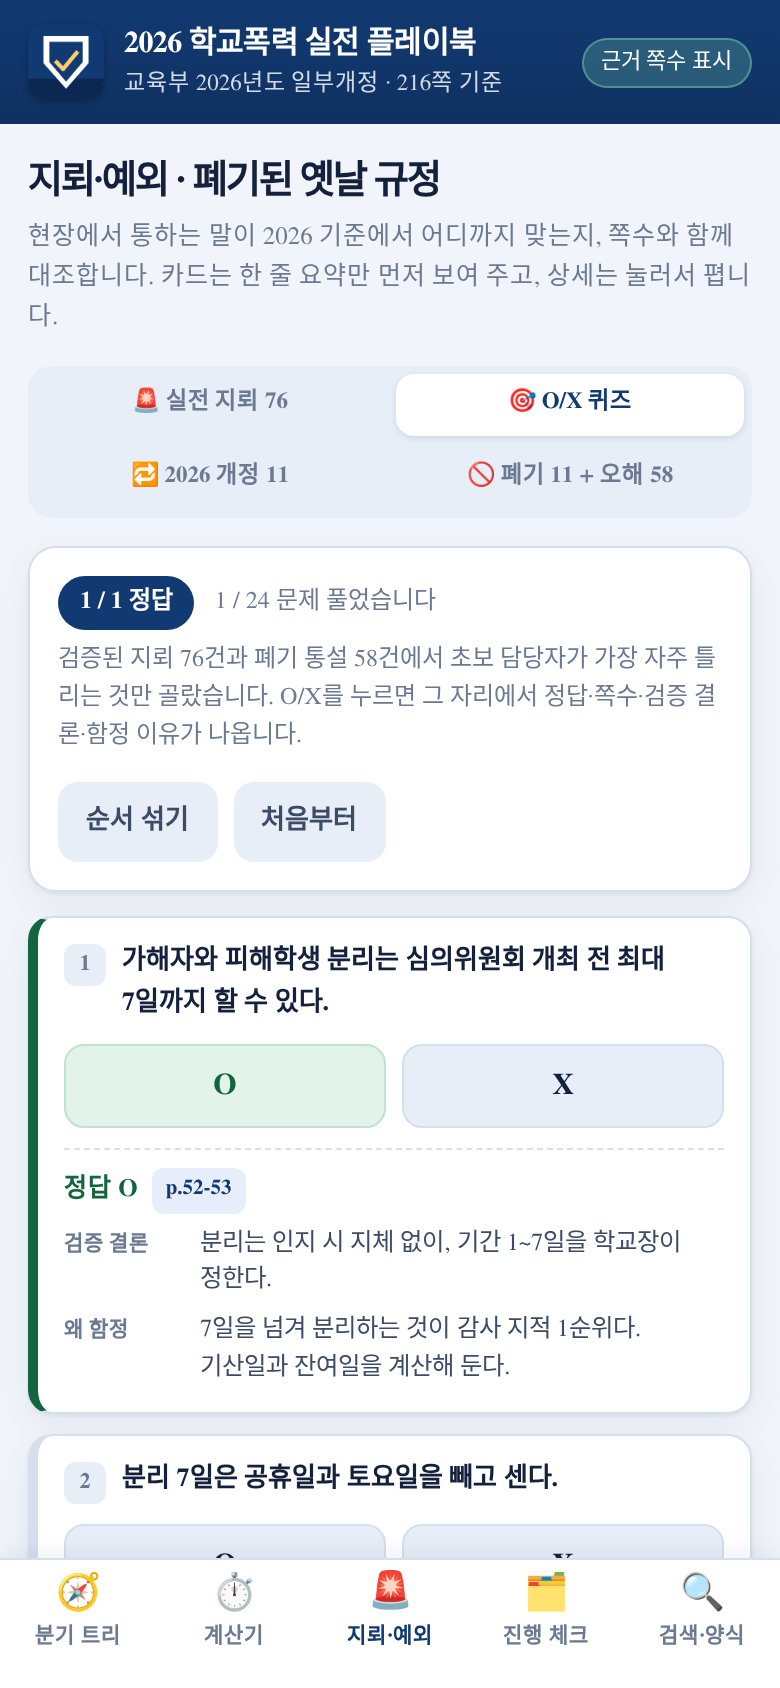 2026 학교폭력 실전 플레이북
교육부 2026년도 일부개정 · 216쪽 기준
근거 쪽수 표시
지뢰·예외 · 폐기된 옛날 규정
현장에서 통하는 말이 2026 기준에서 어디까지 맞는지, 쪽수와 함께
대조합니다. 카드는 한 줄 요약만 먼저 보여 주고, 상세는 눌러서 폅니
다.
🚨 실전 지뢰 76
🎯 O/X 퀴즈
🔁 2026 개정 11
🚫 폐기 11 + 오해 58
1 / 1 정답
1 / 24 문제 풀었습니다
검증된 지뢰 76건과 폐기 통설 58건에서 초보 담당자가 가장 자주 틀
리는 것만 골랐습니다. O/X를 누르면 그 자리에서 정답·쪽수·검증 결
론·함정 이유가 나옵니다.
순서 섞기
처음부터
1
가해자와 피해학생 분리는 심의위원회 개최 전 최대
7일까지 할 수 있다.
O
X
정답 O
p.52-53
검증 결론
분리는 인지 시 지체 없이, 기간 1~7일을 학교장이
정한다.
왜 함정
7일을 넘겨 분리하는 것이 감사 지적 1순위다.
기산일과 잔여일을 계산해 둔다.
2
분리 7일은 공휴일과 토요일을 빼고 센다.
O
X
분기 트리
계산기
지뢰·예외
진행 체크
검색·양식